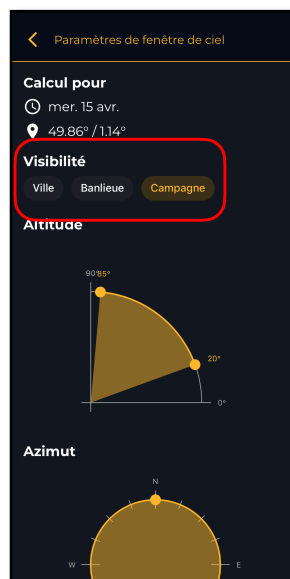 Paramètres de fenêtre de ciel
Calcul pour
mer. 15 avr.
49.86° / 1.14°
Visibilité
Ville Banlieue Campagne
Altitude
90° 85°
20°
0°
Azimut
N
W E